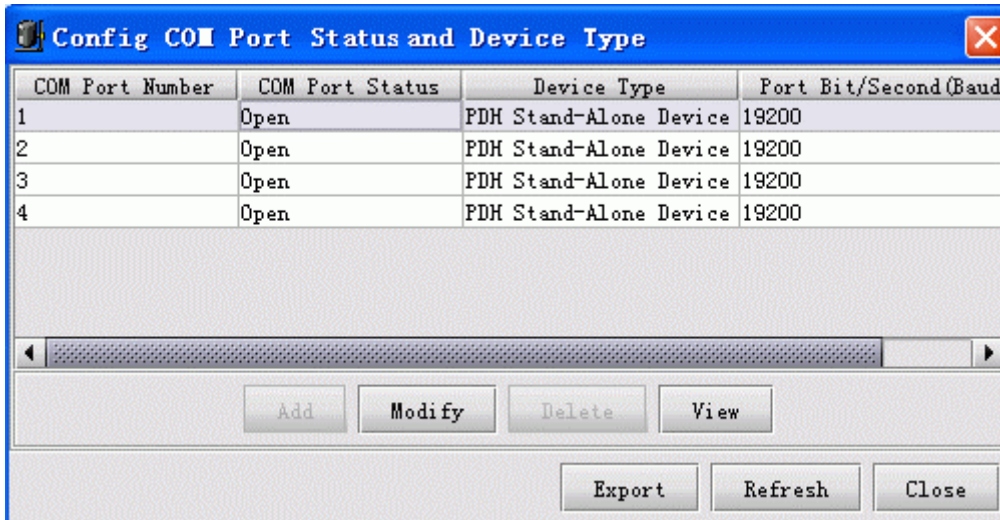 Config COM Port Status and Device Type
COM Port Number COM Port Status Device Type Port Bit/Second(Baud
1 Open PDH Stand-Alone Device 19200
2 Open PDH Stand-Alone Device 19200
3 Open PDH Stand-Alone Device 19200
4 Open PDH Stand-Alone Device 19200
Add Modify Delete View
Export Refresh Close